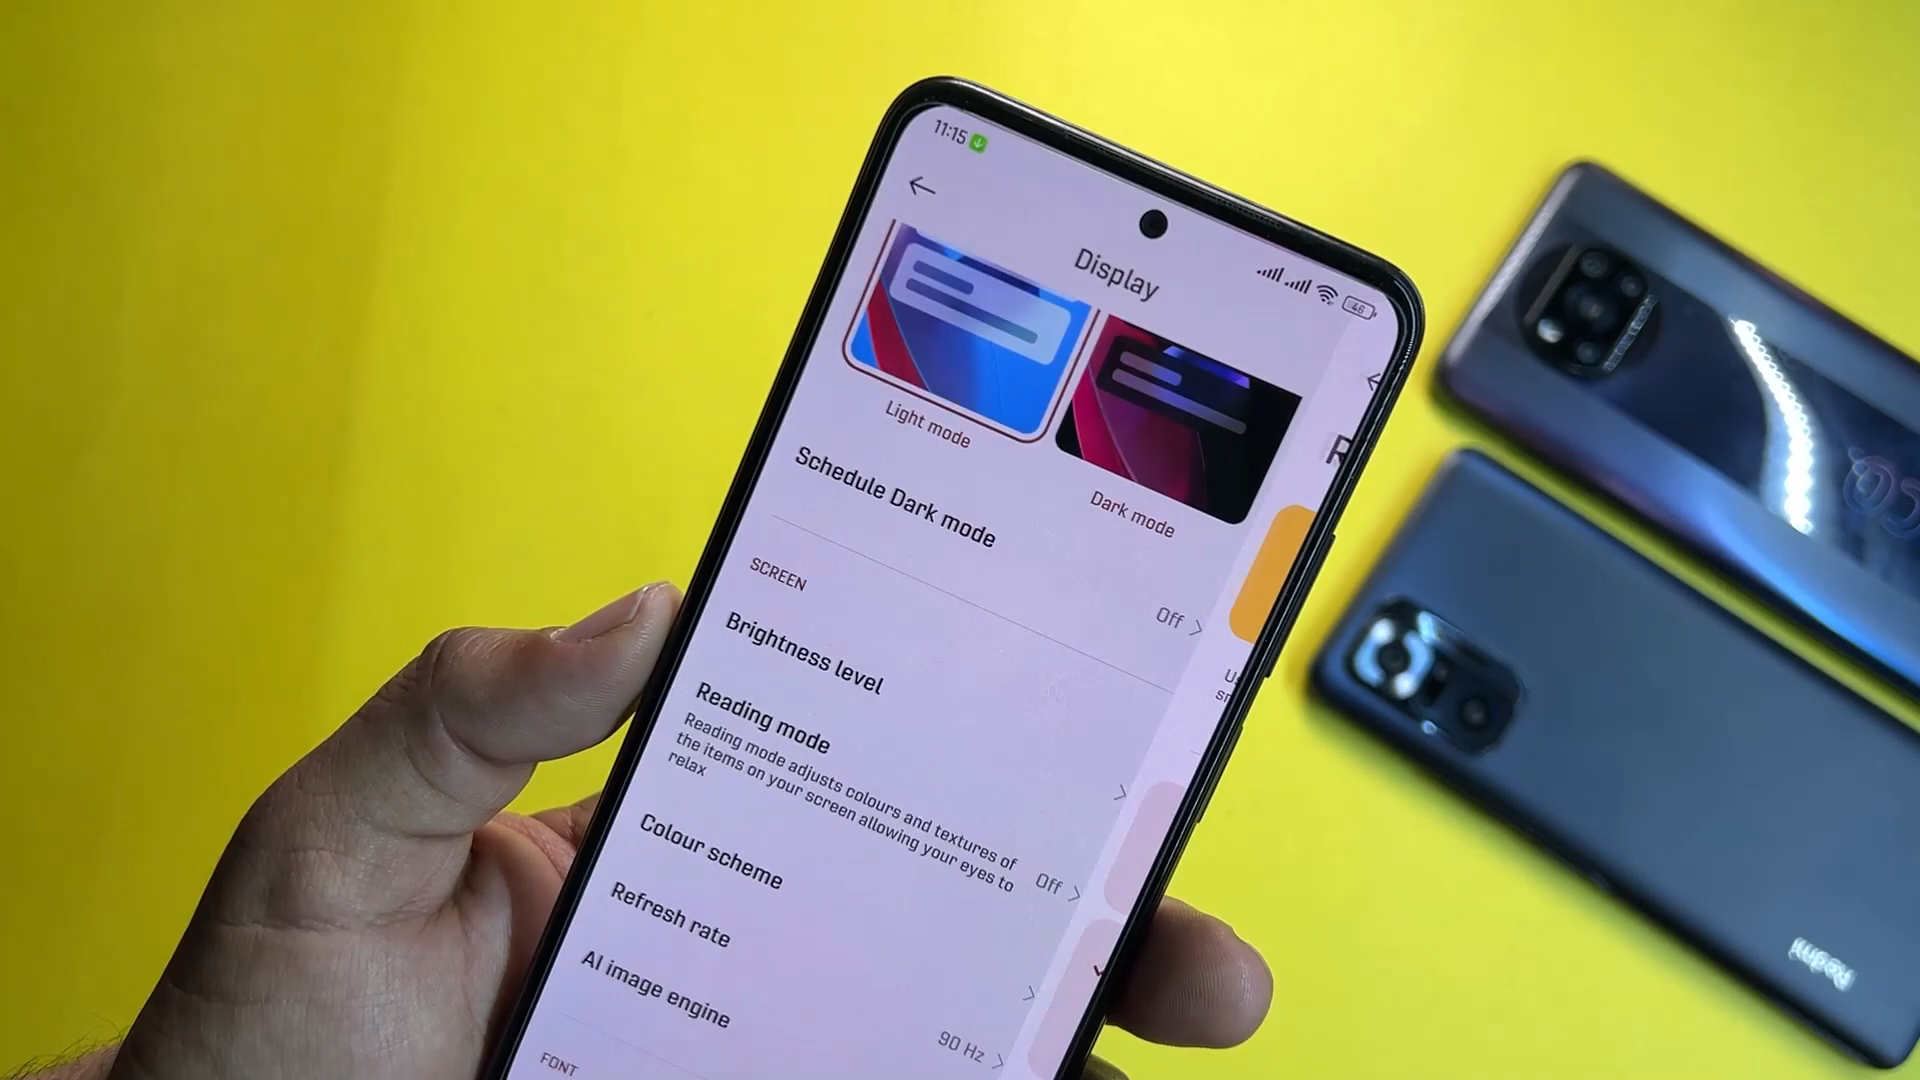 11:15
46
Display
Light mode
Dark mode
Schedule Dark mode
Off
SCREEN
Brightness level
Reading mode
Reading mode adjusts colours and textures of
the items on your screen allowing your eyes to
relax
Off
Colour scheme
Refresh rate
90 Hz
AI image engine
FONT
R
Redmi